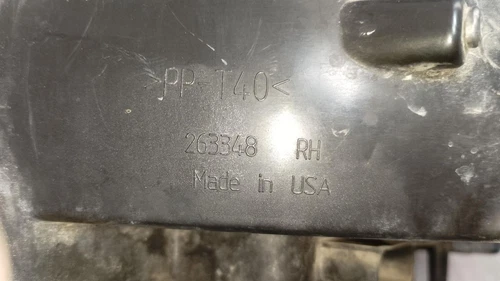 PP-T40<
263348 RH
Made in USA